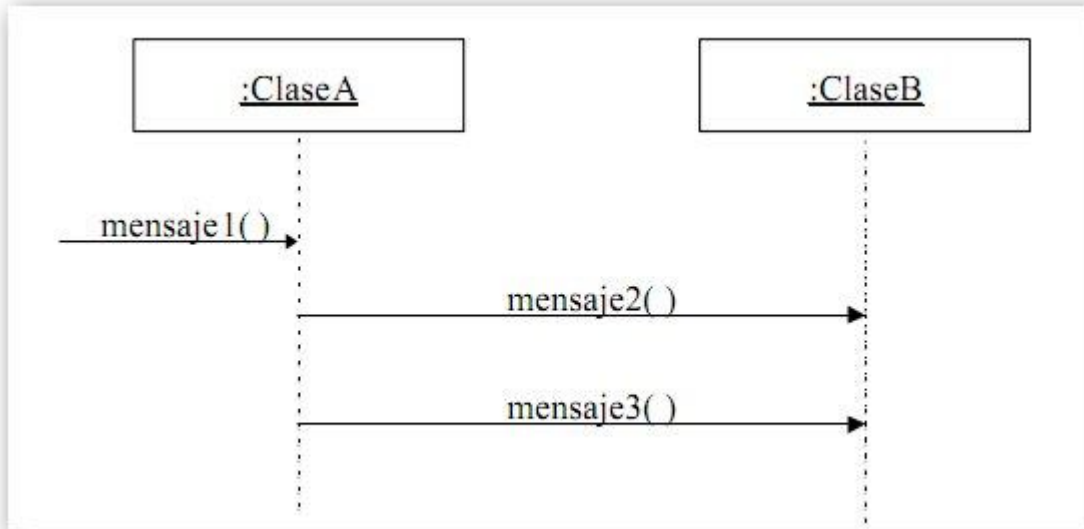 :ClaseA
:ClaseB
mensaje1( )
mensaje2( )
mensaje3( )